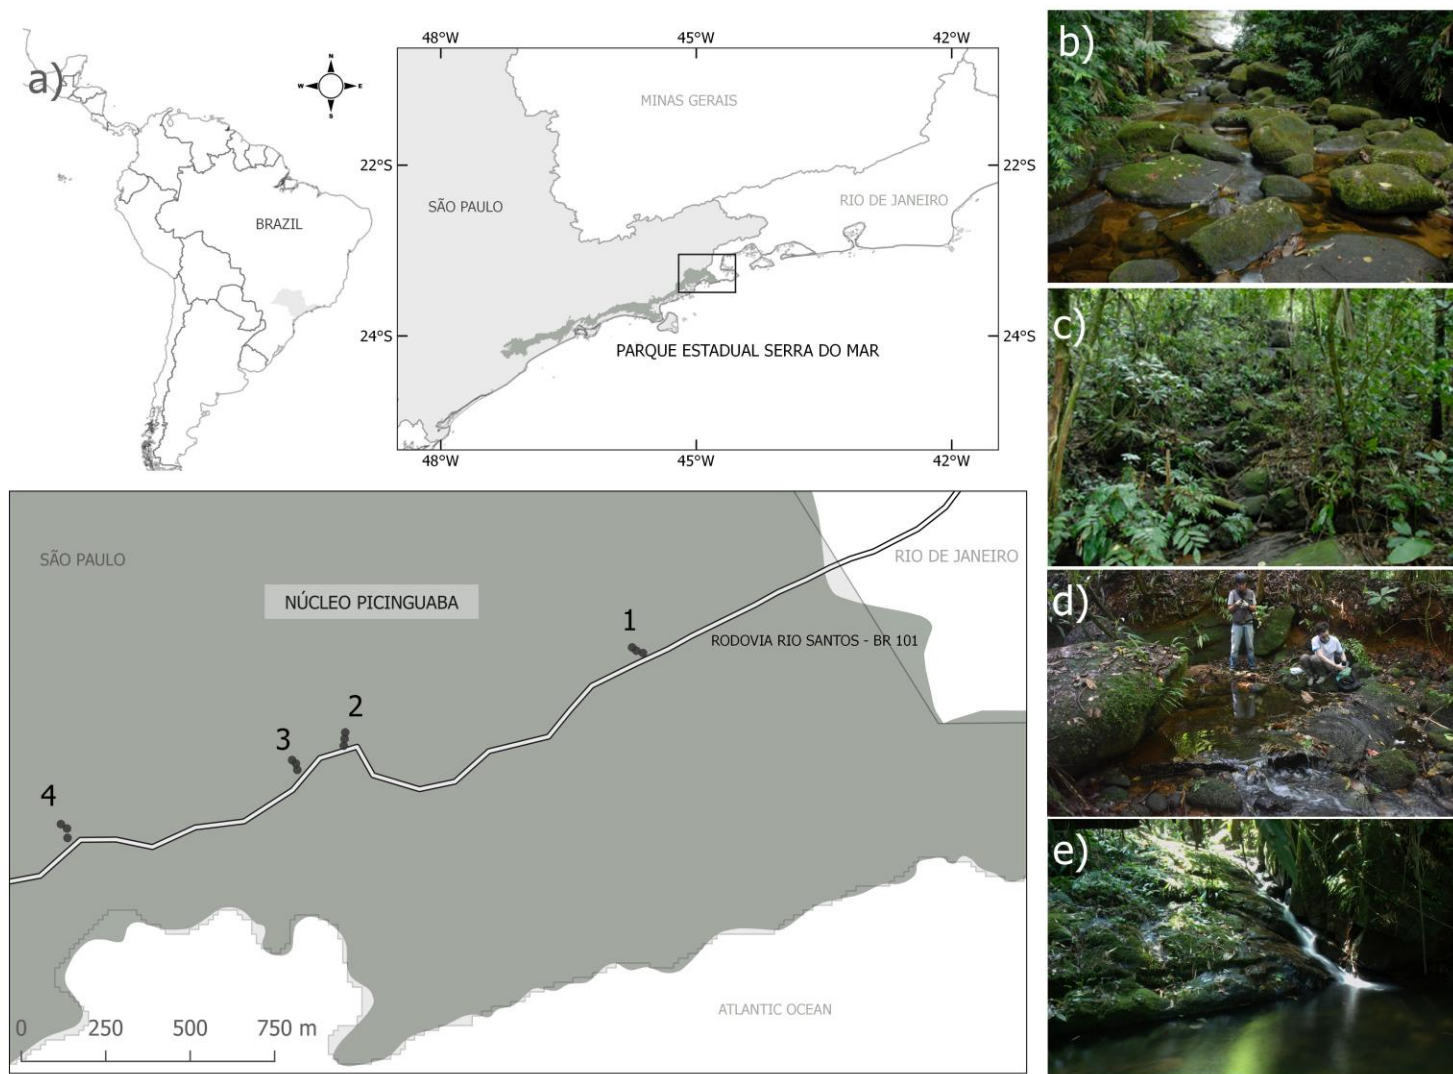 a)
N
W
E
S
BRAZIL
48°W
45°W
42°W
MINAS GERAIS
22°S
22°S
SÃO PAULO
RIO DE JANEIRO
24°S
24°S
PARQUE ESTADUAL SERRA DO MAR
48°W
45°W
42°W
SÃO PAULO
RIO DE JANEIRO
NÚCLEO PICINGUABA
1
RODOVIA RIO SANTOS - BR 101
2
3
4
ATLANTIC OCEAN
0 250 500 750 m
b)
c)
d)
e)